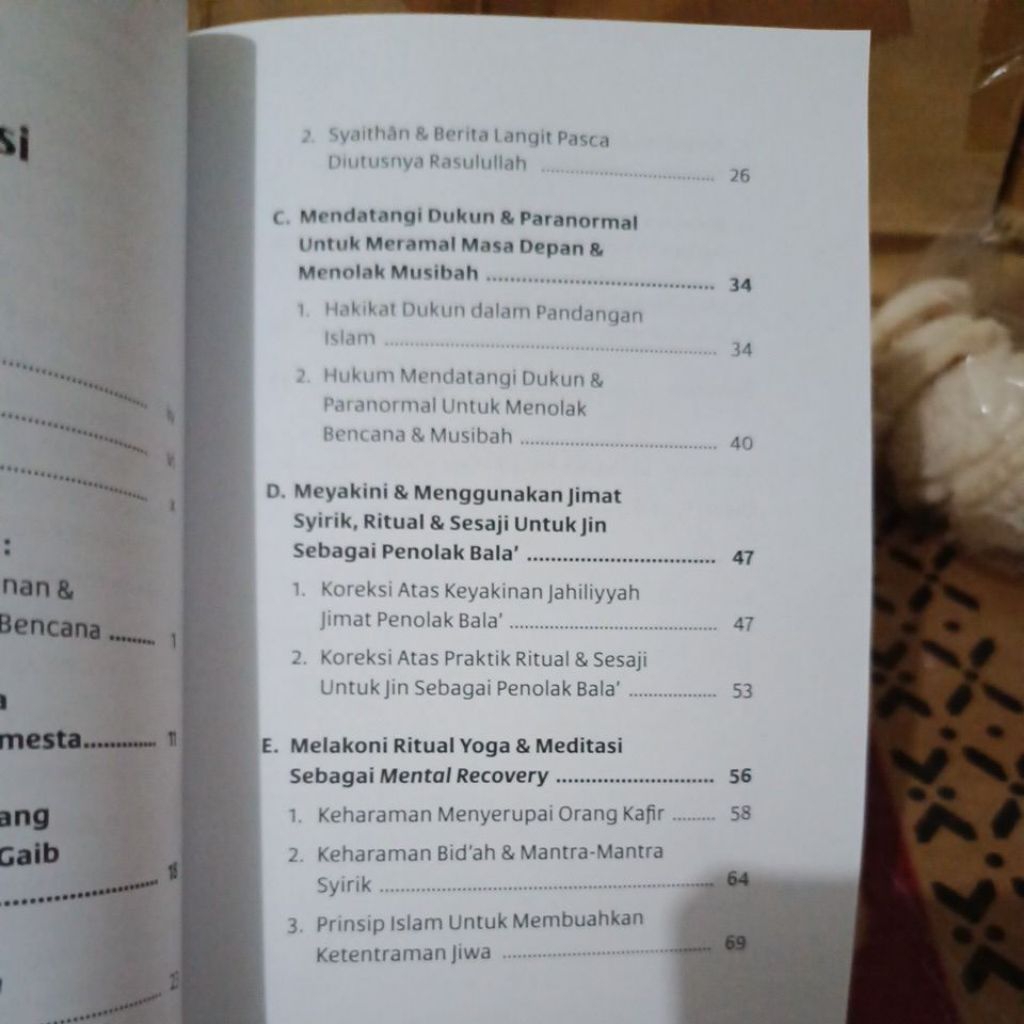 si
nan &
Bencana ......... 1
mesta............. 11
ang
Gaib
18
23
2. Syaithân & Berita Langit Pasca
Diutusnya Rasulullah ............................ 26
C. Mendatangi Dukun & Paranormal
Untuk Meramal Masa Depan &
Menolak Musibah ...................................... 34
1. Hakikat Dukun dalam Pandangan
Islam ........................................................ 34
2. Hukum Mendatangi Dukun &
Paranormal Untuk Menolak
Bencana & Musibah ................................ 40
D. Meyakini & Menggunakan Jimat
Syirik, Ritual & Sesaji Untuk Jin
Sebagai Penolak Bala’ ............................... 47
1. Koreksi Atas Keyakinan Jahiliyyah
Jimat Penolak Bala’ .................................. 47
2. Koreksi Atas Praktik Ritual & Sesaji
Untuk Jin Sebagai Penolak Bala’ .............. 53
E. Melakoni Ritual Yoga & Meditasi
Sebagai Mental Recovery .......................... 56
1. Keharaman Menyerupai Orang Kafir ....... 58
2. Keharaman Bid’ah & Mantra-Mantra
Syirik ........................................................ 64
3. Prinsip Islam Untuk Membuahkan
Ketentraman Jiwa ................................... 69